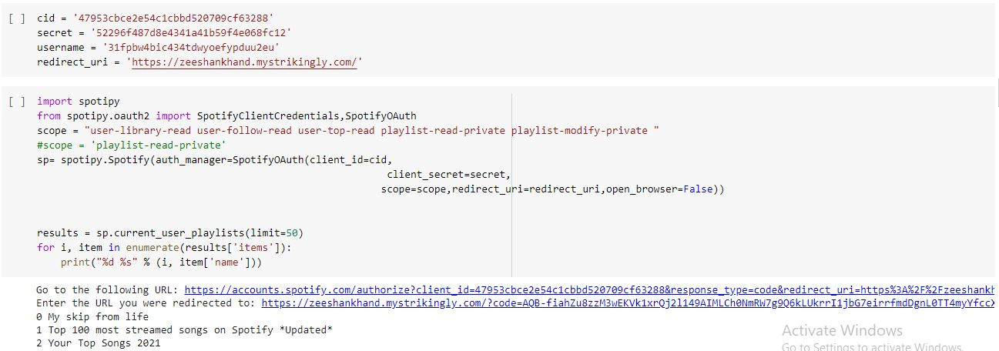 [ ] cid = '47953cbce2e54c1cbbd520709cf63288'
secret = '52296f487d8e4341a41b59f4e068fc12'
username = '31fpbw4bic434tdwyoefypduu2eu'
redirect_uri = 'https://zeeshankhand.mystrikingly.com/'
[ ] import spotipy
from spotipy.oauth2 import SpotifyClientCredentials,SpotifyOAuth
scope = "user-library-read user-follow-read user-top-read playlist-read-private playlist-modify-private "
#scope = 'playlist-read-private'
sp= spotipy.Spotify(auth_manager=SpotifyOAuth(client_id=cid,
client_secret=secret,
scope=scope,redirect_uri=redirect_uri,open_browser=False))
results = sp.current_user_playlists(limit=50)
for i, item in enumerate(results['items']):
print("%d %s" % (i, item['name']))
Go to the following URL: https://accounts.spotify.com/authorize?client_id=47953cbce2e54c1cbbd520709cf63288&response_type=code&redirect_uri=https%3A%2F%2Fzeeshankh
Enter the URL you were redirected to: https://zeeshankhand.mystrikingly.com/?code=AQB-fiahZu8zzM3wEKVk1xrQj2l149AIMLCh0NmRW7g9Q6kLUkrrI1jbG7eirrfmdDgnL0TT4myYfccX
0 My skip from life
1 Top 100 most streamed songs on Spotify *Updated*
2 Your Top Songs 2021
Activate Windows
Go to Settings to activate Windows.